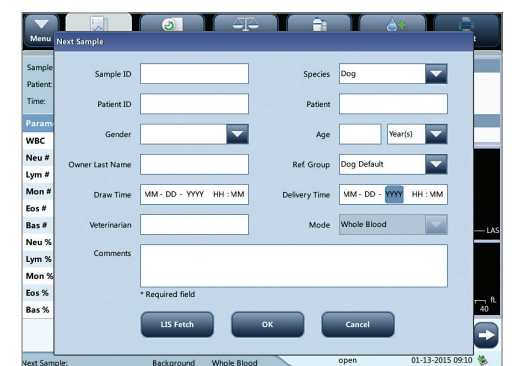 Menu
t
Next Sample
Sample
Patient:
Time:
Param
WBC
Neu #
Lym #
Mon #
Eos #
Bas #
Neu %
Lym %
Mon %
Eos %
Bas %
Sample ID
Species Dog
Patient ID
Patient
Gender
Age Year(s)
Owner Last Name
Ref. Group Dog Default
Draw Time MM - DD - YYYY HH : MM
Delivery Time MM - DD - YYYY HH : MM
Veterinarian
Mode Whole Blood
Comments
* Required field
LIS Fetch OK Cancel
LAS
fL
40
Next Sample: Background Whole Blood open 01-13-2015 09:10